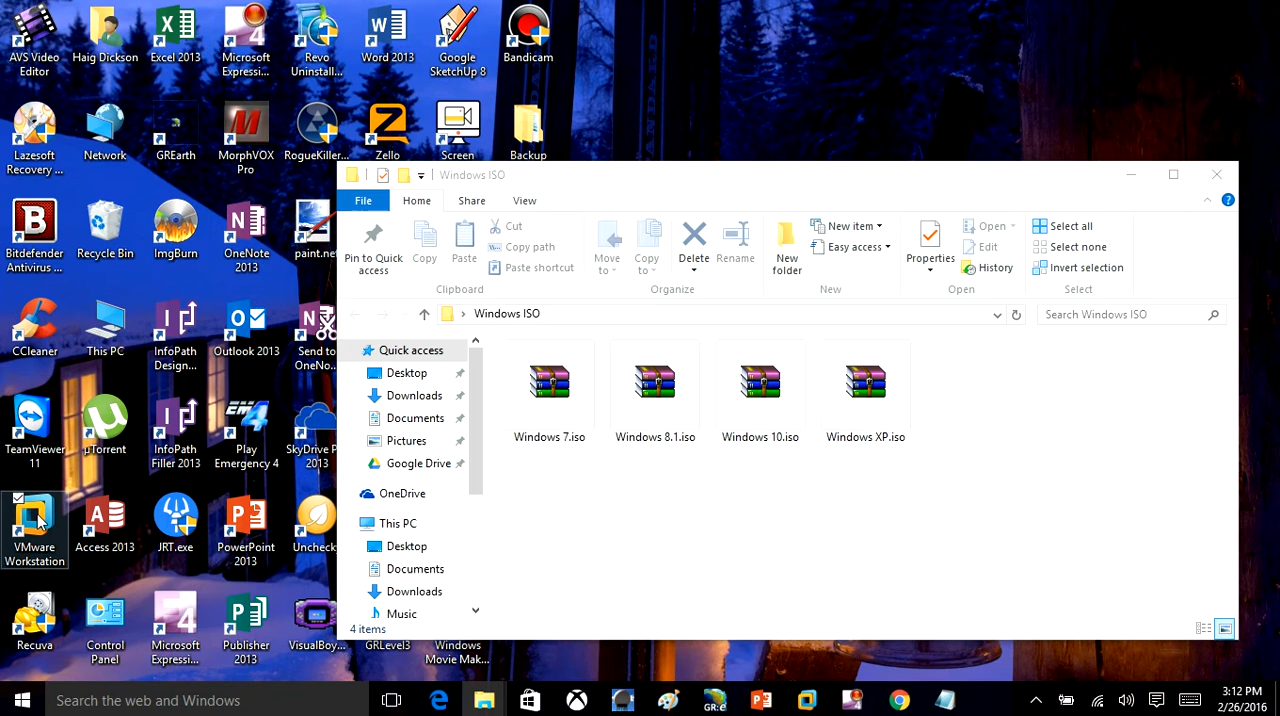 AVS Video
Editor
Haig Dickson
Excel 2013
Microsoft
Expressi...
Revo
Uninstall...
Word 2013
Google
SketchUp 8
Bandicam
Lazesoft
Recovery ...
Network
GREarth
MorphVOX
Pro
RogueKiller...
Zello
Screen
Backup
Bitdefender
Antivirus ...
Recycle Bin
ImgBurn
OneNote
2013
paint.net
CCleaner
This PC
InfoPath
Design...
Outlook 2013
Send to
OneNo...
TeamViewer
11
µTorrent
InfoPath
Filler 2013
Play
Emergency 4
SkyDrive P
2013
VMware
Workstation
Access 2013
JRT.exe
PowerPoint
2013
Uncheck
Recuva
Control
Panel
Microsoft
Expressi...
Publisher
2013
VisualBoy...
GRLevel3
Windows
Movie Mak...
Windows ISO
File
Home
Share
View
Pin to Quick
access
Copy
Paste
Cut
Copy path
Paste shortcut
Clipboard
Move
to
Copy
to
Delete
Rename
Organize
New
folder
New item
Easy access
New
Properties
Open
Edit
History
Open
Select all
Select none
Invert selection
Select
Windows ISO
Search Windows ISO
Quick access
Desktop
Downloads
Documents
Pictures
Google Drive
OneDrive
This PC
Desktop
Documents
Downloads
Music
Windows 7.iso
Windows 8.1.iso
Windows 10.iso
Windows XP.iso
4 items
Search the web and Windows
GR:e
3:12 PM
2/26/2016